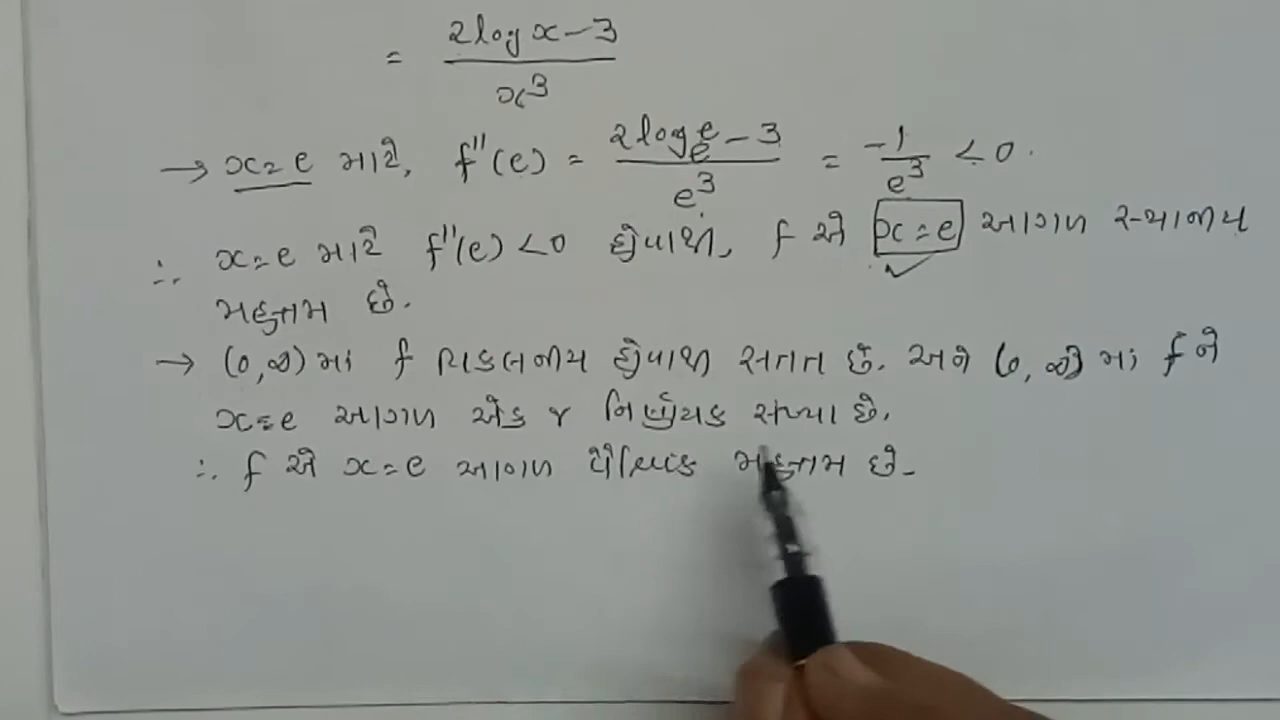 = (2 log x − 3) / x³
→ x = e માટે, f''(e) = (2 logₑe − 3) / e³ = −1 / e³ < 0.
∴ x = e માટે f''(e) < 0 હોવાથી, f એ x = e આગળ સ્થાનીય
મહત્તમ છે.
→ (0, ∞) માં f વિકલનીય હોવાથી સતત છે. અને (0, ∞) માં f ને
x = e આગળ એક જ નિર્ણાયક સંખ્યા છે.
∴ f એ x = e આગળ વૈશ્વિક મહત્તમ છે.